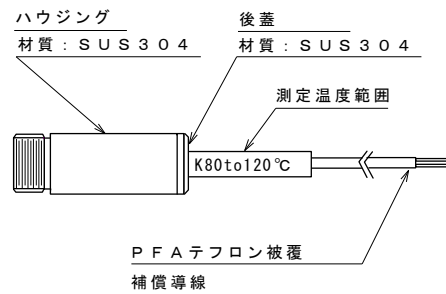 ハウジング
材質：ＳＵＳ３０４
後蓋
材質：ＳＵＳ３０４
測定温度範囲
K80to120℃
ＰＦＡテフロン被覆
補償導線